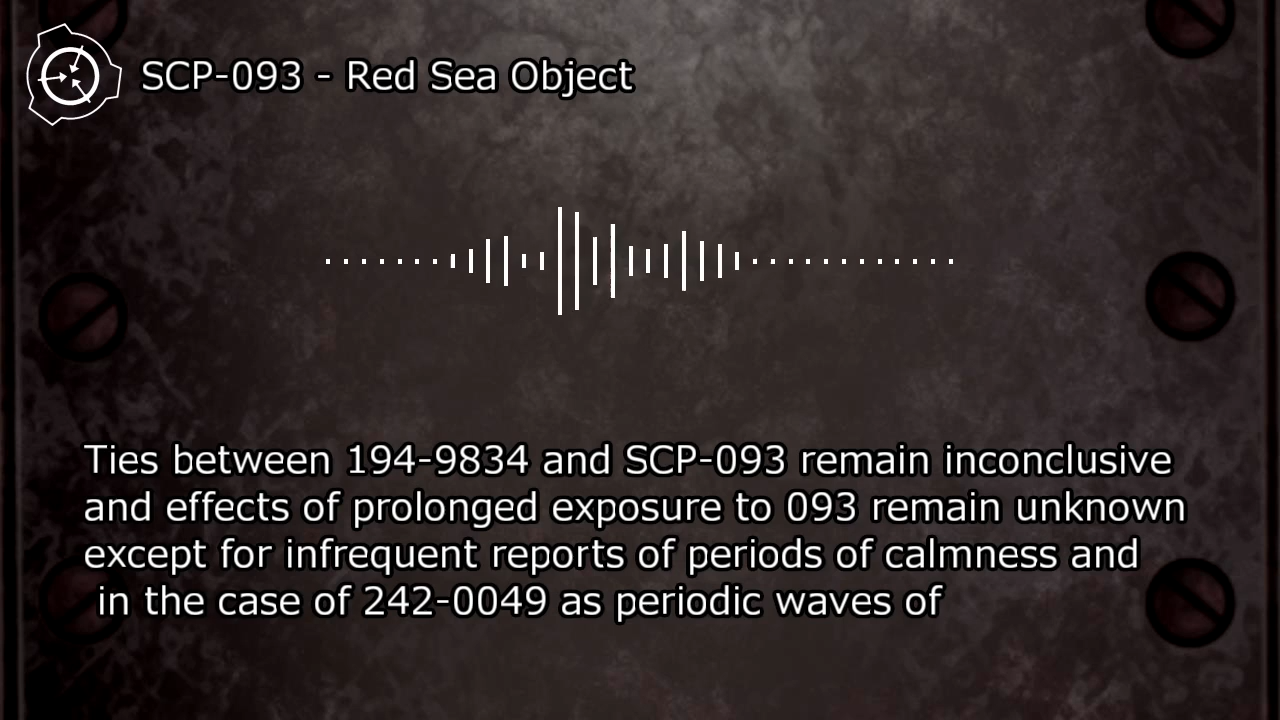 SCP-093 - Red Sea Object
Ties between 194-9834 and SCP-093 remain inconclusive
and effects of prolonged exposure to 093 remain unknown
except for infrequent reports of periods of calmness and
in the case of 242-0049 as periodic waves of